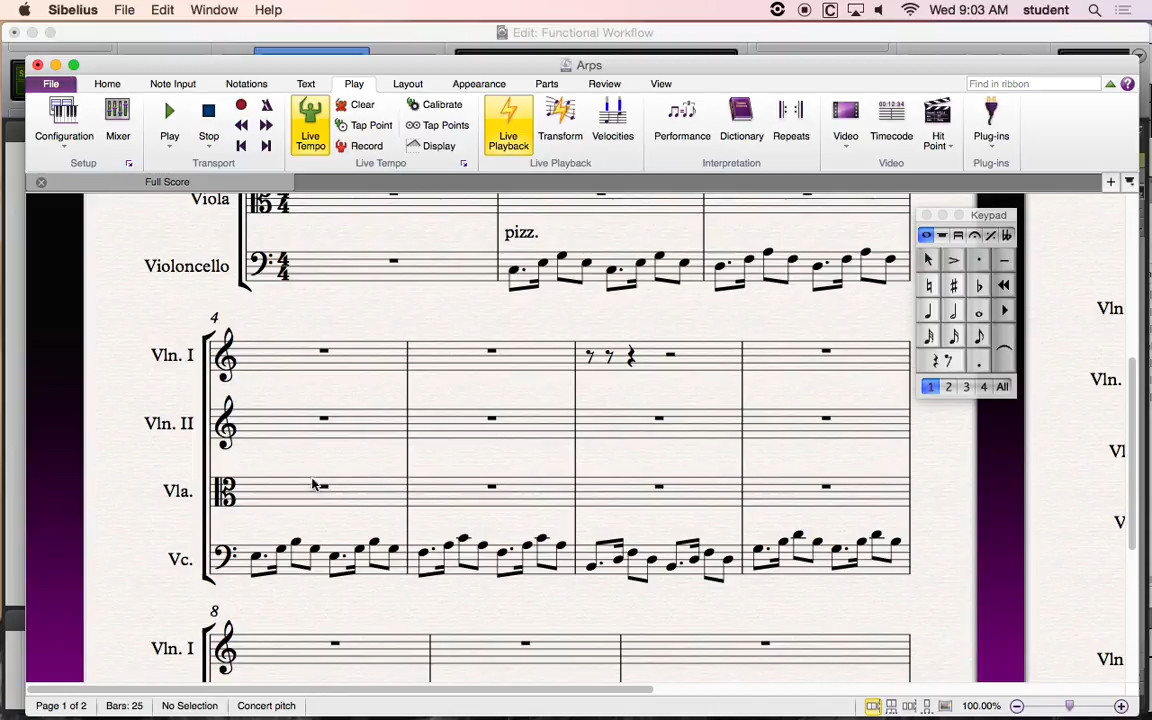 Sibelius File Edit Window Help Wed 9:03 AM student
Edit: Functional Workflow
Arps
File Home Note Input Notations Text Play Layout Appearance Parts Review View Find in ribbon
Configuration Mixer Play Stop Live Tempo Clear Tap Point Record Calibrate Tap Points Display Live Playback Transform Velocities Performance Dictionary Repeats Video Timecode Hit Point Plug-ins
Setup Transport Live Tempo Live Playback Interpretation Video Plug-ins
Full Score
Viola
Keypad
pizz.
Violoncello
4
Vln. I
Vln. II
Vla.
Vc.
8
Vln. I
1 2 3 4 All
Vln
Vln.
Vl
V
Vln
Page 1 of 2 Bars: 25 No Selection Concert pitch 100.00%